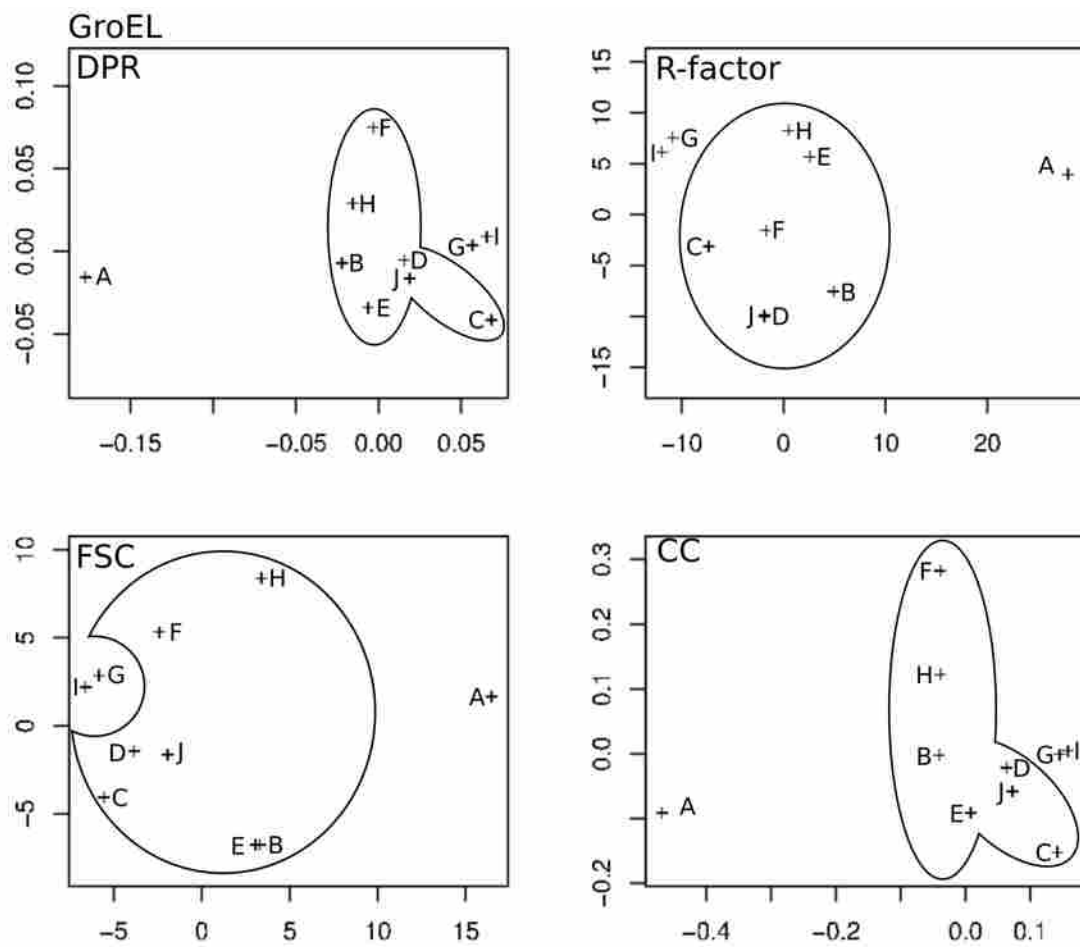 GroEL
DPR
0.10
0.05
0.00
−0.05
F
H
B
D
J
E
G
I
C
A
−0.15
−0.05
0.00
0.05
R-factor
15
10
5
0
−5
−15
I
G
H
E
A
C
F
B
J
D
−10
0
10
20
FSC
10
5
0
−5
H
F
G
I
A
D
J
C
E
B
−5
0
5
10
15
CC
0.3
0.2
0.1
0.0
−0.2
F
H
B
D
G
I
J
E
A
C
−0.4
−0.2
0.0
0.1